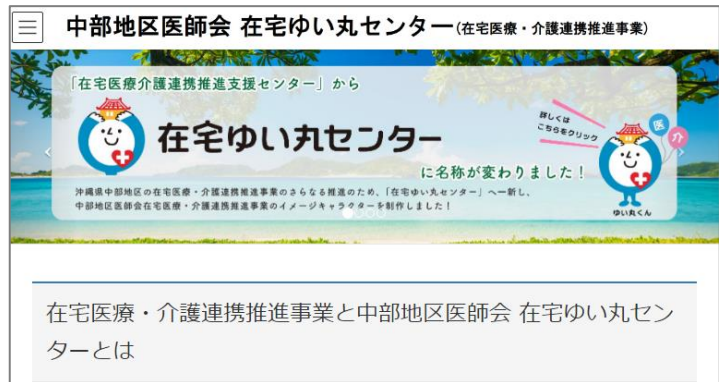 中部地区医師会 在宅ゆい丸センター(在宅医療・介護連携推進事業)
「在宅医療介護連携推進支援センター」から
在宅ゆい丸センター
詳しくは
こちらをクリック
医
介
に名称が変わりました!
沖縄県中部地区の在宅医療・介護連携推進事業のさらなる推進のため、「在宅ゆい丸センター」へ一新し、
中部地区医師会在宅医療・介護連携推進事業のイメージキャラクターを制作しました!
ゆい丸くん
在宅医療・介護連携推進事業と中部地区医師会 在宅ゆい丸セン
ターとは